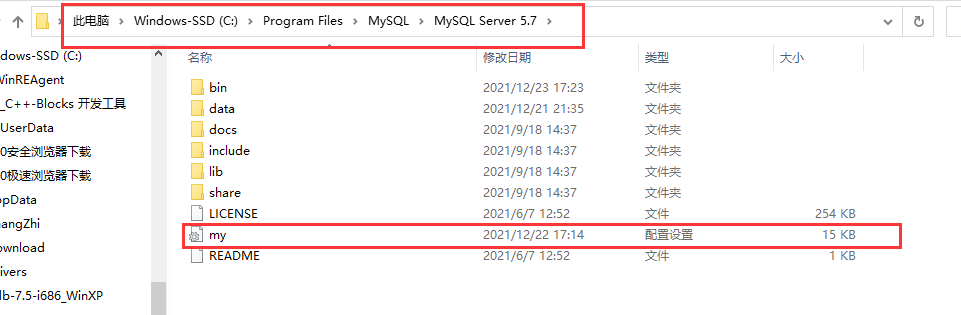 此电脑 > Windows-SSD (C:) > Program Files > MySQL > MySQL Server 5.7 >
名称 修改日期 类型 大小
ndows-SSD (C:)
WinREAgent
_C++-Blocks 开发工具
UserData
0安全浏览器下载
0极速浏览器下载
ppData
hangZhi
ownload
rivers
db-7.5-i686_WinXP
bin 2021/12/23 17:23 文件夹
data 2021/12/21 21:35 文件夹
docs 2021/9/18 14:37 文件夹
include 2021/9/18 14:37 文件夹
lib 2021/9/18 14:37 文件夹
share 2021/9/18 14:37 文件夹
LICENSE 2021/6/7 12:52 文件 254 KB
my 2021/12/22 17:14 配置设置 15 KB
README 2021/6/7 12:52 文件 1 KB